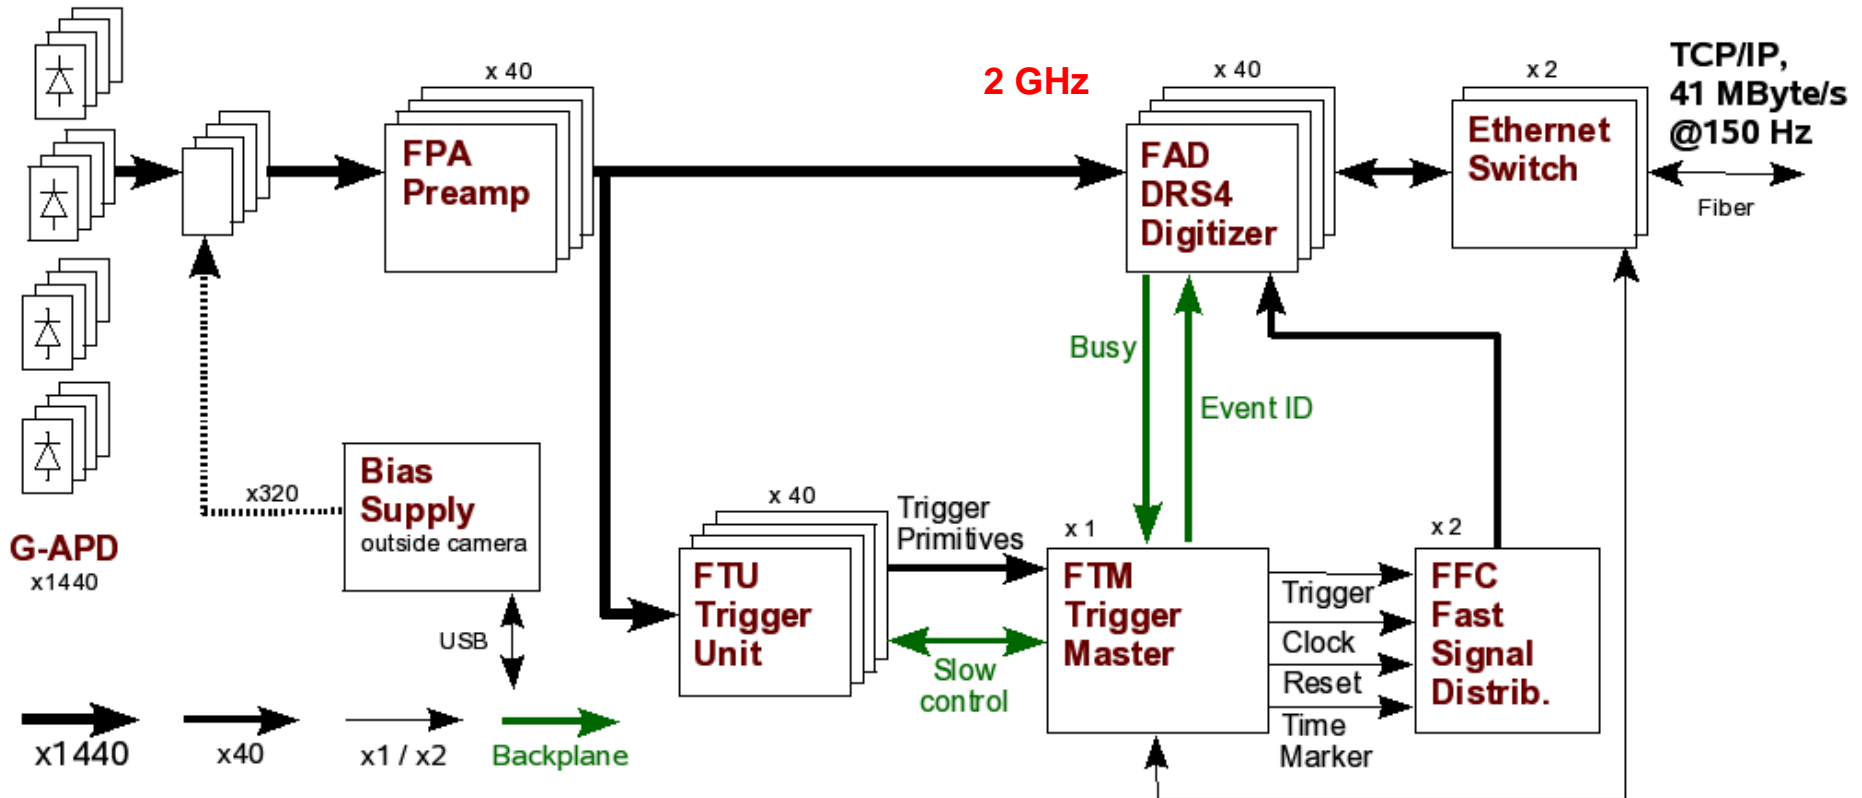 x 40
2 GHz
x 40
x 2
TCP/IP,
41 MByte/s
@150 Hz
FPA
Preamp
FAD
DRS4
Digitizer
Ethernet
Switch
Fiber
Busy
Event ID
Bias
Supply
outside camera
x320
G-APD
x1440
USB
x 40
FTU
Trigger
Unit
Trigger
Primitives
Slow
control
x 1
FTM
Trigger
Master
Trigger
Clock
Reset
Time
Marker
x 2
FFC
Fast
Signal
Distrib.
x1440
x40
x1 / x2
Backplane